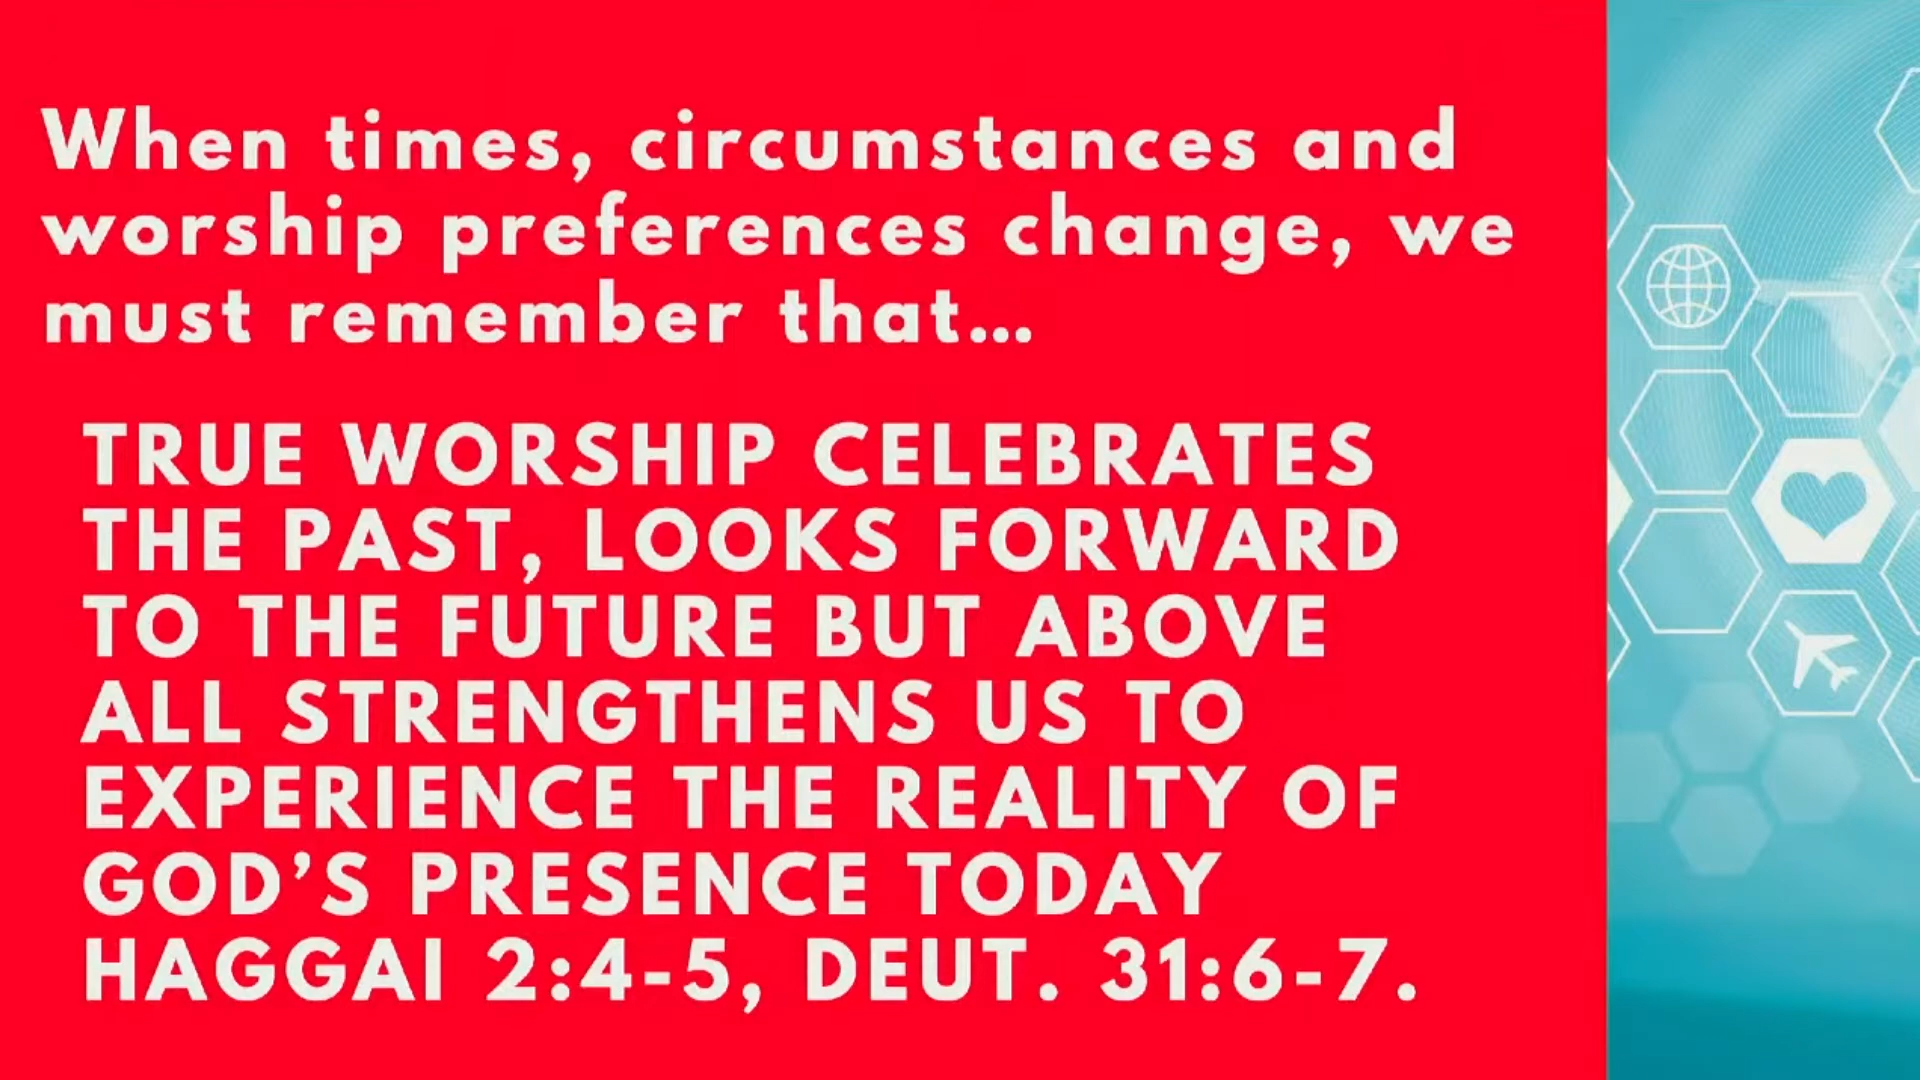 When times, circumstances and
worship preferences change, we
must remember that...
TRUE WORSHIP CELEBRATES
THE PAST, LOOKS FORWARD
TO THE FUTURE BUT ABOVE
ALL STRENGTHENS US TO
EXPERIENCE THE REALITY OF
GOD’S PRESENCE TODAY
HAGGAI 2:4-5, DEUT. 31:6-7.